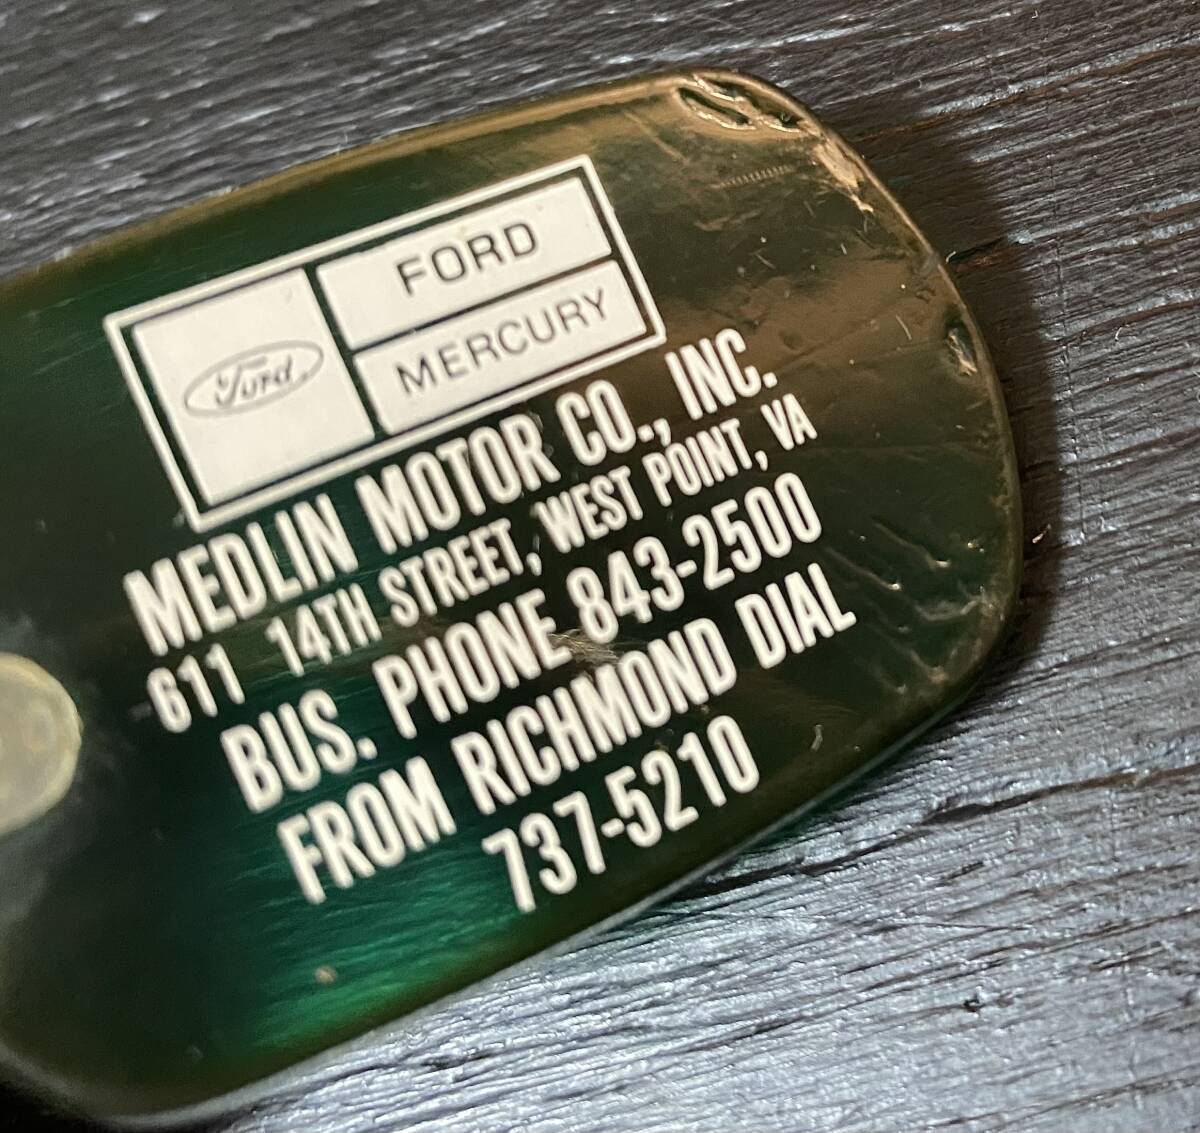 Ford
FORD
MERCURY
MEDLIN MOTOR CO., INC.
611 14TH STREET, WEST POINT, VA
BUS. PHONE 843-2500
FROM RICHMOND DIAL
737-5210